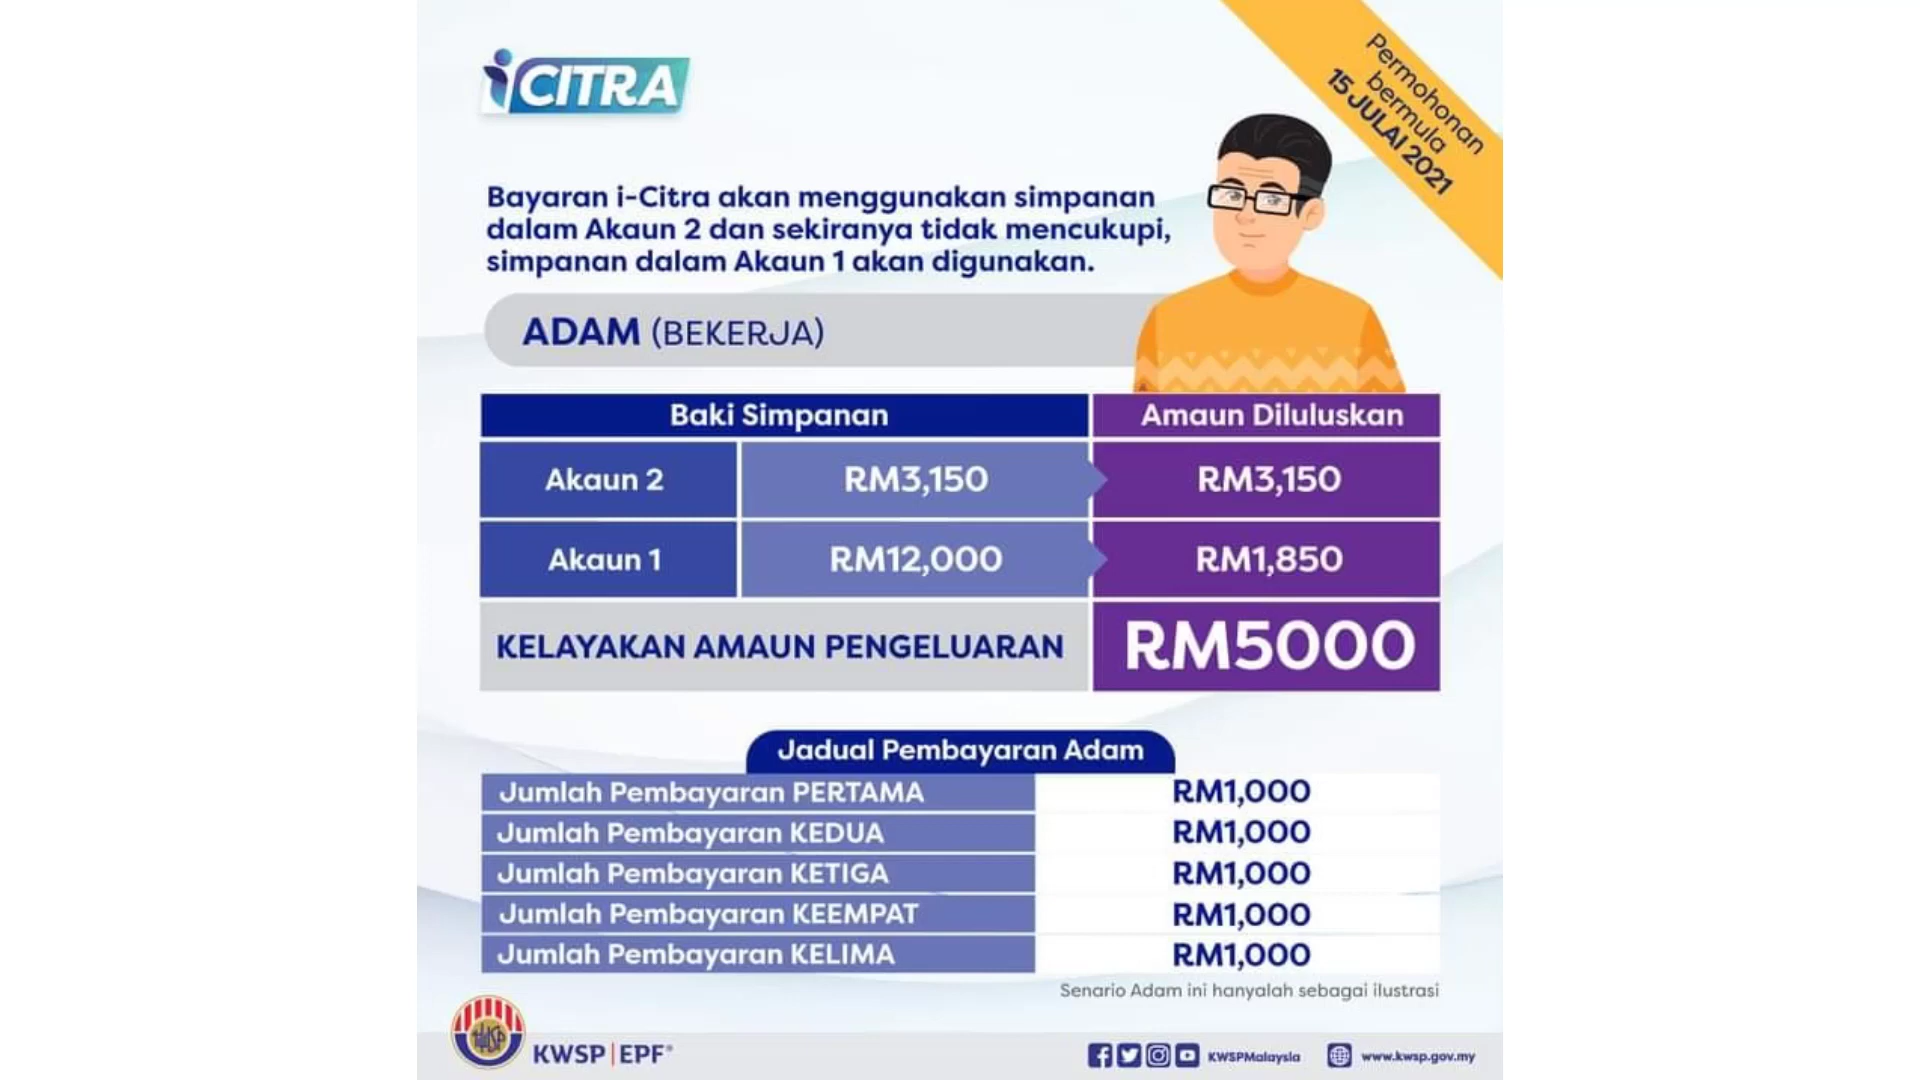 iCITRA
Permohonan
bermula
15 JULAI 2021
Bayaran i-Citra akan menggunakan simpanan
dalam Akaun 2 dan sekiranya tidak mencukupi,
simpanan dalam Akaun 1 akan digunakan.
ADAM (BEKERJA)
Baki Simpanan Amaun Diluluskan
Akaun 2 RM3,150 RM3,150
Akaun 1 RM12,000 RM1,850
KELAYAKAN AMAUN PENGELUARAN RM5000
Jadual Pembayaran Adam
Jumlah Pembayaran PERTAMA RM1,000
Jumlah Pembayaran KEDUA RM1,000
Jumlah Pembayaran KETIGA RM1,000
Jumlah Pembayaran KEEMPAT RM1,000
Jumlah Pembayaran KELIMA RM1,000
Senario Adam ini hanyalah sebagai ilustrasi
KWSP
KWSP | EPF®
KWSPMalaysia www.kwsp.gov.my